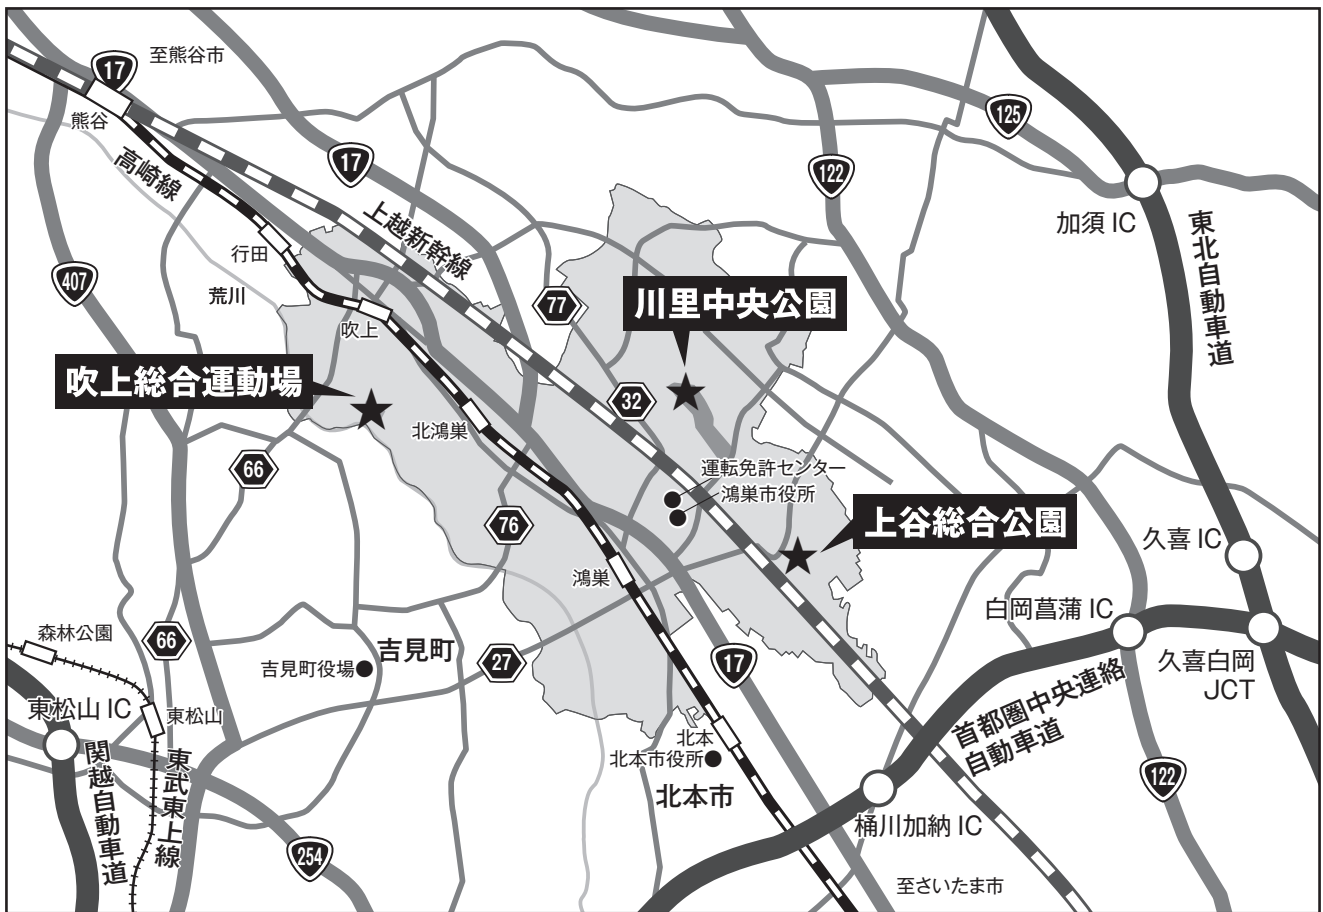 17
至熊谷市
熊谷
高崎線
17
上越新幹線
125
122
加須 IC
東北自動車道
行田
407
荒川
吹上
77
川里中央公園
吹上総合運動場
32
北鴻巣
66
運転免許センター
鴻巣市役所
76
上谷総合公園
久喜 IC
鴻巣
白岡菖蒲 IC
森林公園
66
吉見町
吉見町役場
27
17
久喜白岡
JCT
東松山 IC
東松山
首都圏中央連絡
自動車道
北本
北本市役所
関越自動車道
東武東上線
北本市
122
桶川加納 IC
254
至さいたま市